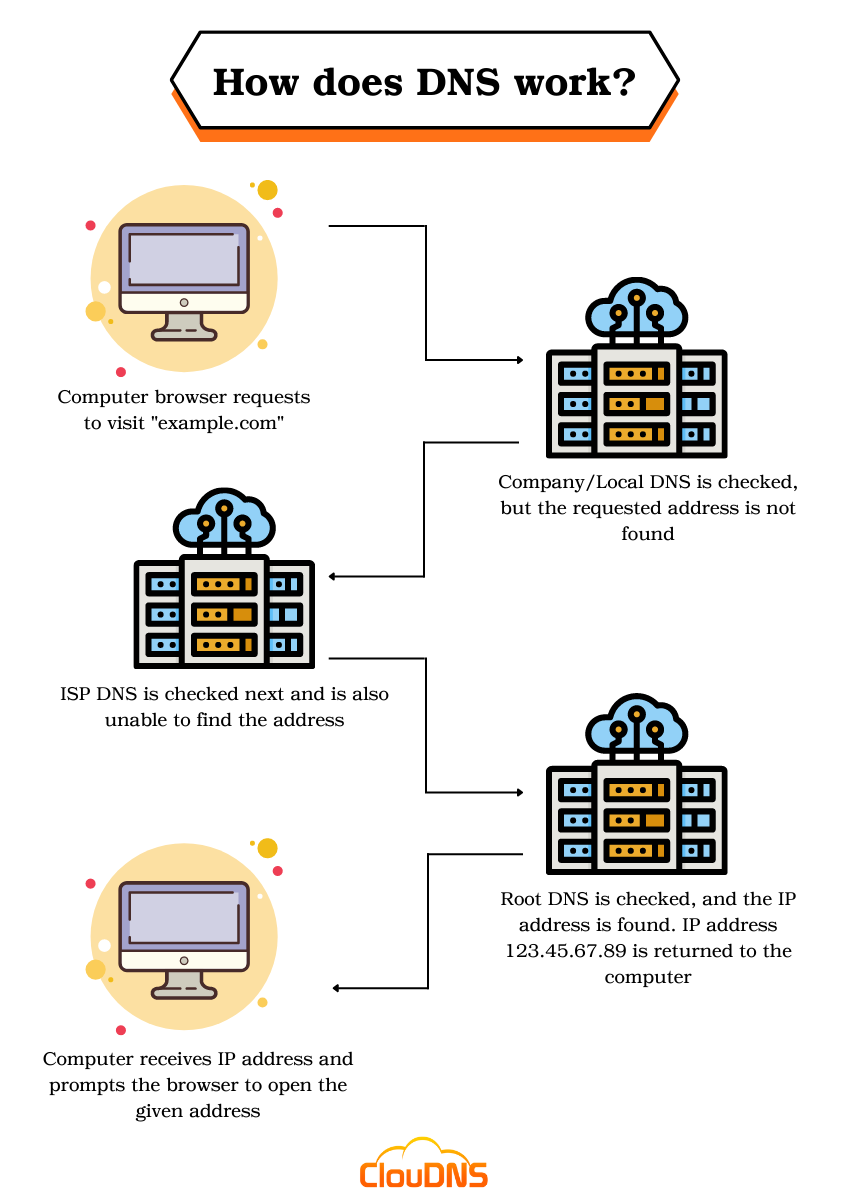 How does DNS work?
Computer browser requests
to visit "example.com"
Company/Local DNS is checked,
but the requested address is not
found
ISP DNS is checked next and is also
unable to find the address
Root DNS is checked, and the IP
address is found. IP address
123.45.67.89 is returned to the
computer
Computer receives IP address and
prompts the browser to open the
given address
ClouDNS